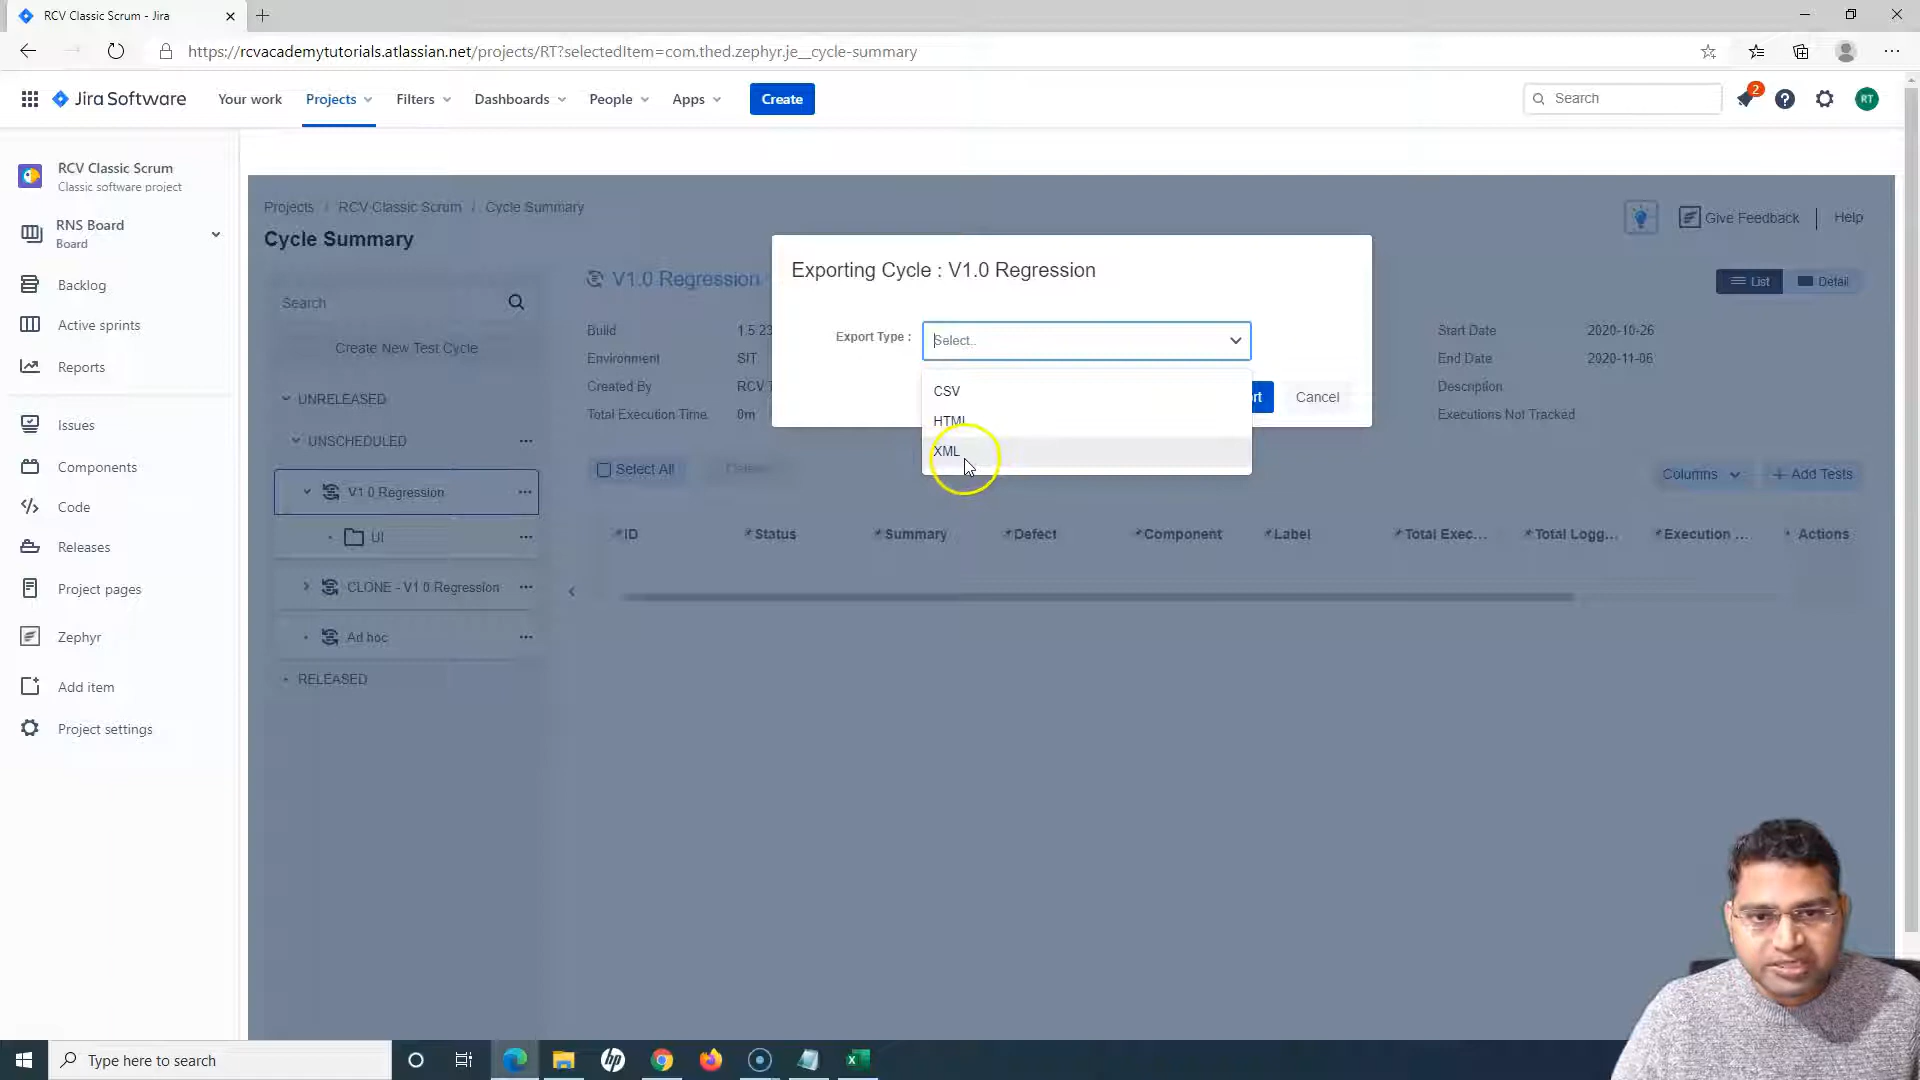 RCV Classic Scrum - Jira
https://rcvacademytutorials.atlassian.net/projects/RT?selectedItem=com.thed.zephyr.je__cycle-summary
Jira Software
Your work
Projects
Filters
Dashboards
People
Apps
Create
Search
2
RT
RCV Classic Scrum
Classic software project
RNS Board
Board
Backlog
Active sprints
Reports
Issues
Components
Code
Releases
Project pages
Zephyr
Add item
Project settings
Projects / RCV Classic Scrum / Cycle Summary
Cycle Summary
Give Feedback
Help
Search
Create New Test Cycle
UNRELEASED
UNSCHEDULED
V1.0 Regression
UI
CLONE - V1.0 Regression
Ad hoc
RELEASED
V1.0 Regression
List
Detail
Build 1.5.23
Environment SIT
Created By RCV
Total Execution Time 0m
Start Date 2020-10-26
End Date 2020-11-06
Description
Executions Not Tracked
Exporting Cycle : V1.0 Regression
Export Type :
Select..
CSV
HTML
XML
Cancel
Select All
Columns
+ Add Tests
ID
Status
Summary
Defect
Component
Label
Total Exec...
Total Logg...
Execution ...
Actions
Type here to search
hp